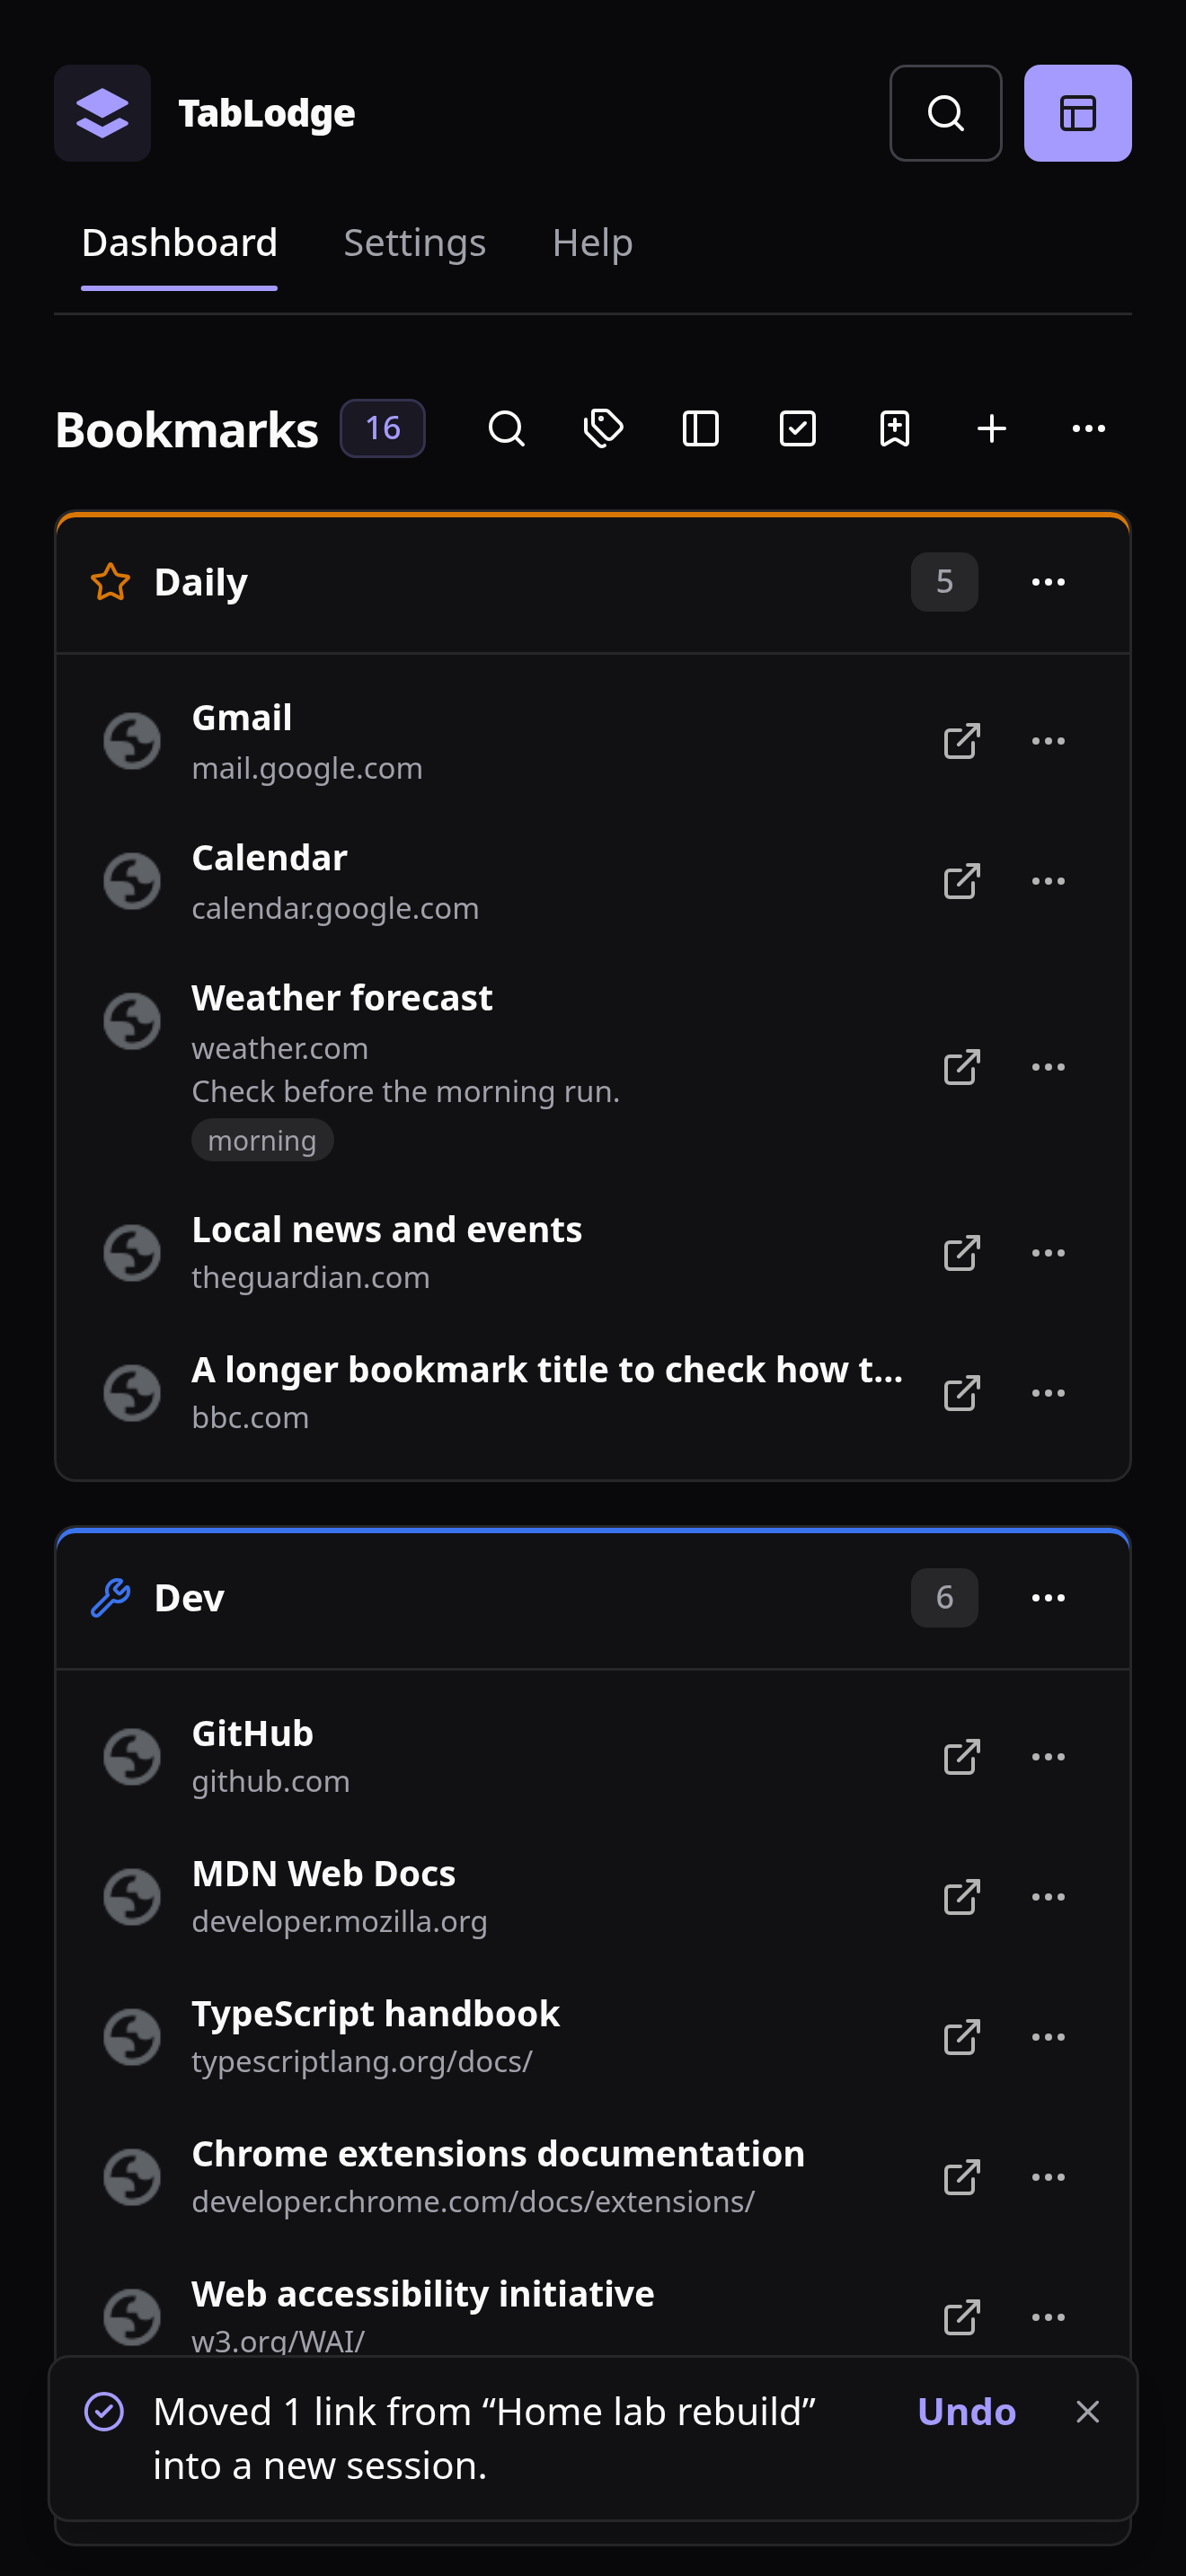 TabLodge
Dashboard
Settings
Help
Bookmarks
16
Daily
5
Gmail
mail.google.com
Calendar
calendar.google.com
Weather forecast
weather.com
Check before the morning run.
morning
Local news and events
theguardian.com
A longer bookmark title to check how t...
bbc.com
Dev
6
GitHub
github.com
MDN Web Docs
developer.mozilla.org
TypeScript handbook
typescriptlang.org/docs/
Chrome extensions documentation
developer.chrome.com/docs/extensions/
Web accessibility initiative
w3.org/WAI/
Moved 1 link from “Home lab rebuild”
into a new session.
Undo